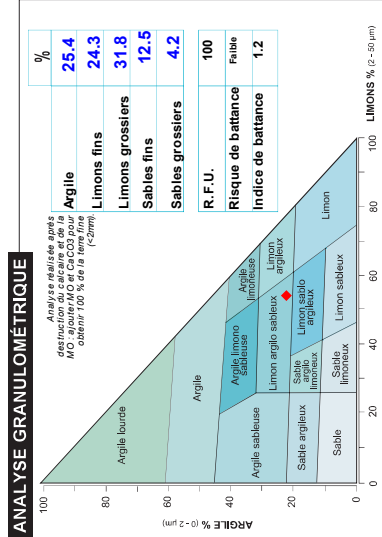 ANALYSE GRANULOMÉTRIQUE
Analyse réalisée après
destruction du calcaire et de la
MO : ajouter MO et CaCO3 pour
obtenir 100 % de la terre fine
(<2mm).
%
Argile 25.4
Limons fins 24.3
Limons grossiers 31.8
Sables fins 12.5
Sables grossiers 4.2
R.F.U. 100
Risque de battance Faible
Indice de battance 1.2
ARGILE % (0 - 2 µm)
100
80
60
40
20
0
Argile lourde
Argile
Argile sableuse
Argile limono
sableuse
Argile
limoneuse
Limon argilo sableux
Limon
argileux
Sable argileux
Sable
argilo
limoneux
Limon sablo
argileux
Limon
Sable
Sable
limoneux
Limon sableux
0
20
40
60
80
100
LIMONS % (2 - 50 µm)